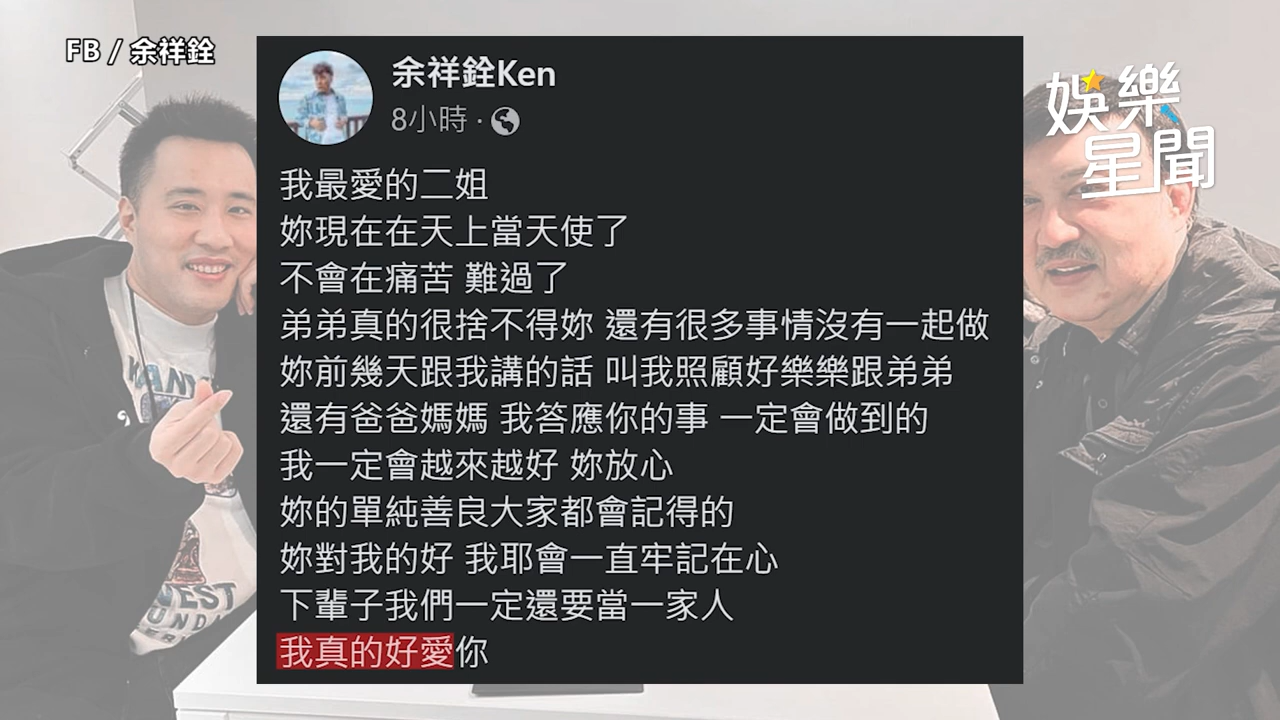 FB / 余祥銓
娛樂
星聞
余祥銓Ken
8小時 ·
我最愛的二姐
妳現在在天上當天使了
不會在痛苦 難過了
弟弟真的很捨不得妳 還有很多事情沒有一起做
妳前幾天跟我講的話 叫我照顧好樂樂跟弟弟
還有爸爸媽媽 我答應你的事 一定會做到的
我一定會越來越好 妳放心
妳的單純善良大家都會記得的
妳對我的好 我耶會一直牢記在心
下輩子我們一定還要當一家人
我真的好愛你